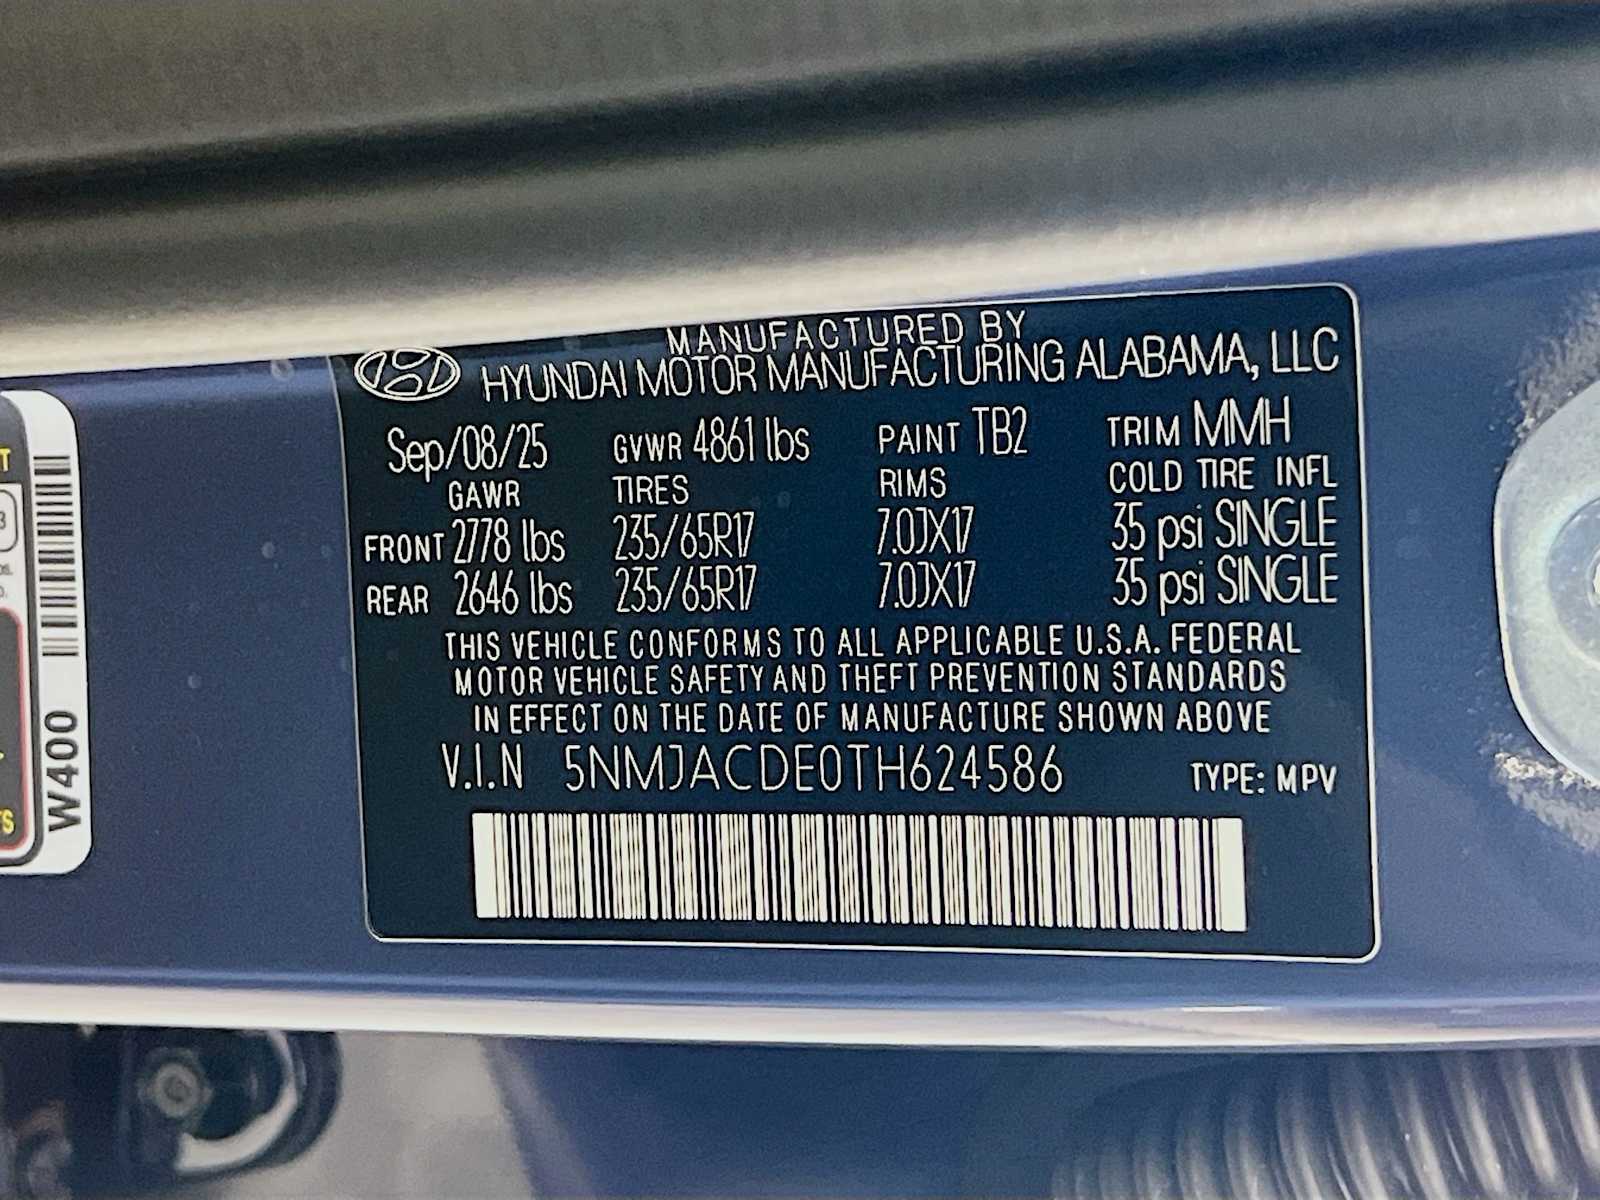 MANUFACTURED BY
HYUNDAI MOTOR MANUFACTURING ALABAMA, LLC
Sep/08/25 GVWR 4861 lbs PAINT TB2 TRIM MMH
GAWR TIRES RIMS COLD TIRE INFL
FRONT 2778 lbs 235/65R17 7.0JX17 35 psi SINGLE
REAR 2646 lbs 235/65R17 7.0JX17 35 psi SINGLE
THIS VEHICLE CONFORMS TO ALL APPLICABLE U.S.A. FEDERAL
MOTOR VEHICLE SAFETY AND THEFT PREVENTION STANDARDS
IN EFFECT ON THE DATE OF MANUFACTURE SHOWN ABOVE
V.I.N 5NMJACDE0TH624586 TYPE: MPV
W400